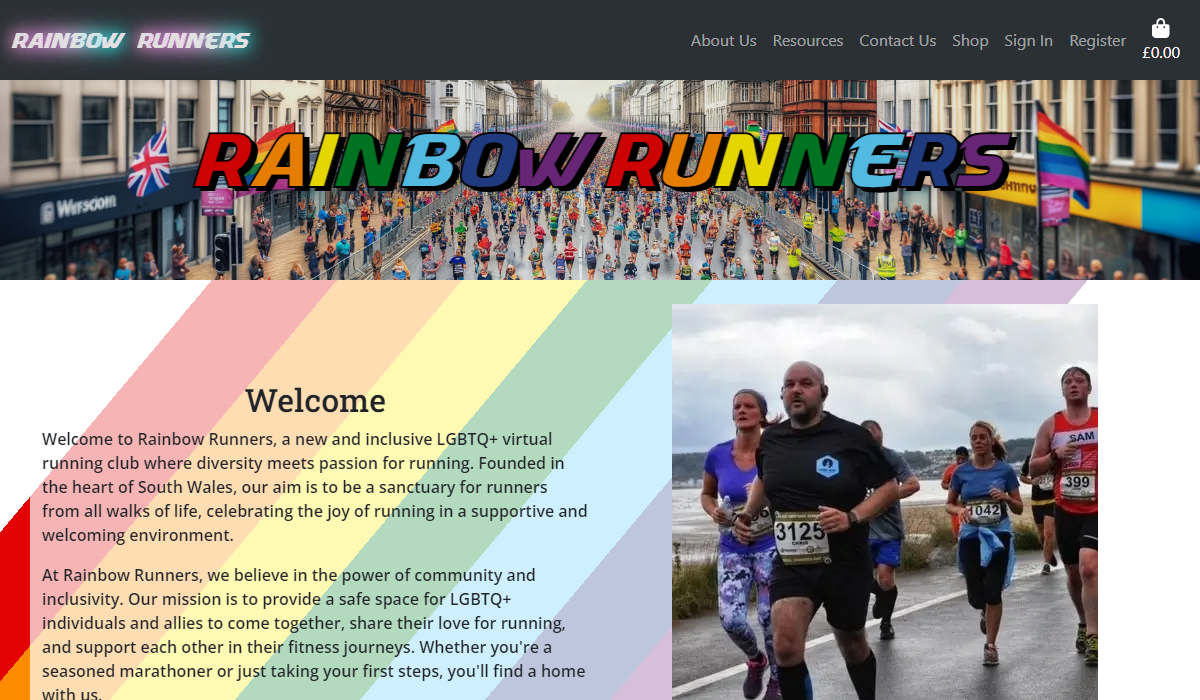 RAINBOW RUNNERS
About Us Resources Contact Us Shop Sign In Register £0.00
RAINBOW RUNNERS
Welcome
Welcome to Rainbow Runners, a new and inclusive LGBTQ+ virtual
running club where diversity meets passion for running. Founded in
the heart of South Wales, our aim is to be a sanctuary for runners
from all walks of life, celebrating the joy of running in a supportive and
welcoming environment.
At Rainbow Runners, we believe in the power of community and
inclusivity. Our mission is to provide a safe space for LGBTQ+
individuals and allies to come together, share their love for running,
and support each other in their fitness journeys. Whether you're a
seasoned marathoner or just taking your first steps, you'll find a home
with us.
SAM
399
1042
3125
CHRIS